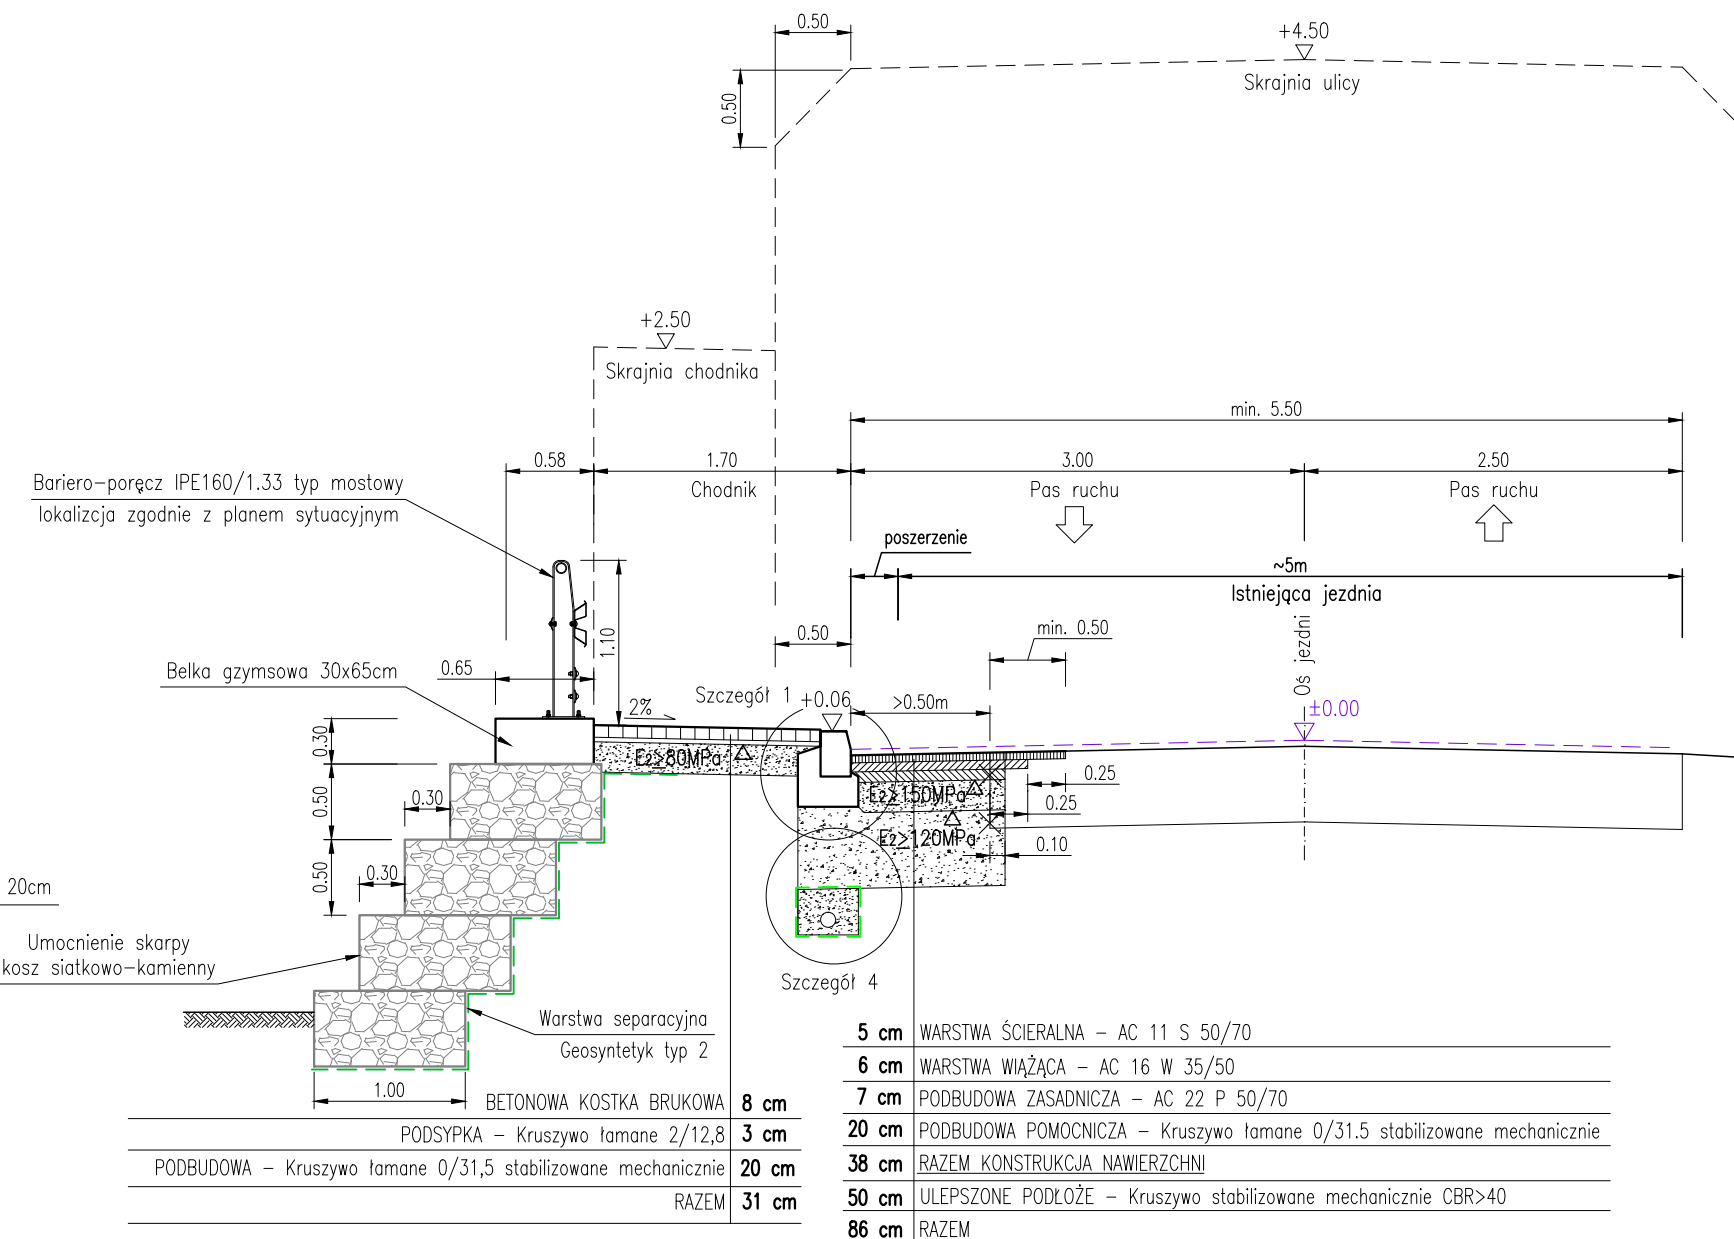 0.50
+4.50
Skrajnia ulicy
0.50
+2.50
Skrajnia chodnika
min. 5.50
0.58
1.70
3.00
2.50
Chodnik
Pas ruchu
Pas ruchu
Bariero-poręcz IPE160/1.33 typ mostowy
lokalizcja zgodnie z planem sytuacyjnym
poszerzenie
~5m
Istniejąca jezdnia
1.10
0.50
min. 0.50
Oś jezdni
Belka gzymsowa 30x65cm
0.65
Szczegół 1
+0.06
>0.50m
±0.00
2%
0.30
E2≥80MPa
0.25
E2≥150MPa
0.25
0.50
0.30
E2≥120MPa
0.10
0.50
0.30
20cm
Umocnienie skarpy
kosz siatkowo-kamienny
Szczegół 4
Warstwa separacyjna
Geosyntetyk typ 2
1.00
BETONOWA KOSTKA BRUKOWA 8 cm
PODSYPKA - Kruszywo łamane 2/12,8 3 cm
PODBUDOWA - Kruszywo łamane 0/31,5 stabilizowane mechanicznie 20 cm
RAZEM 31 cm
5 cm WARSTWA ŚCIERALNA - AC 11 S 50/70
6 cm WARSTWA WIĄŻĄCA - AC 16 W 35/50
7 cm PODBUDOWA ZASADNICZA - AC 22 P 50/70
20 cm PODBUDOWA POMOCNICZA - Kruszywo łamane 0/31.5 stabilizowane mechanicznie
38 cm RAZEM KONSTRUKCJA NAWIERZCHNI
50 cm ULEPSZONE PODŁOŻE - Kruszywo stabilizowane mechanicznie CBR>40
86 cm RAZEM